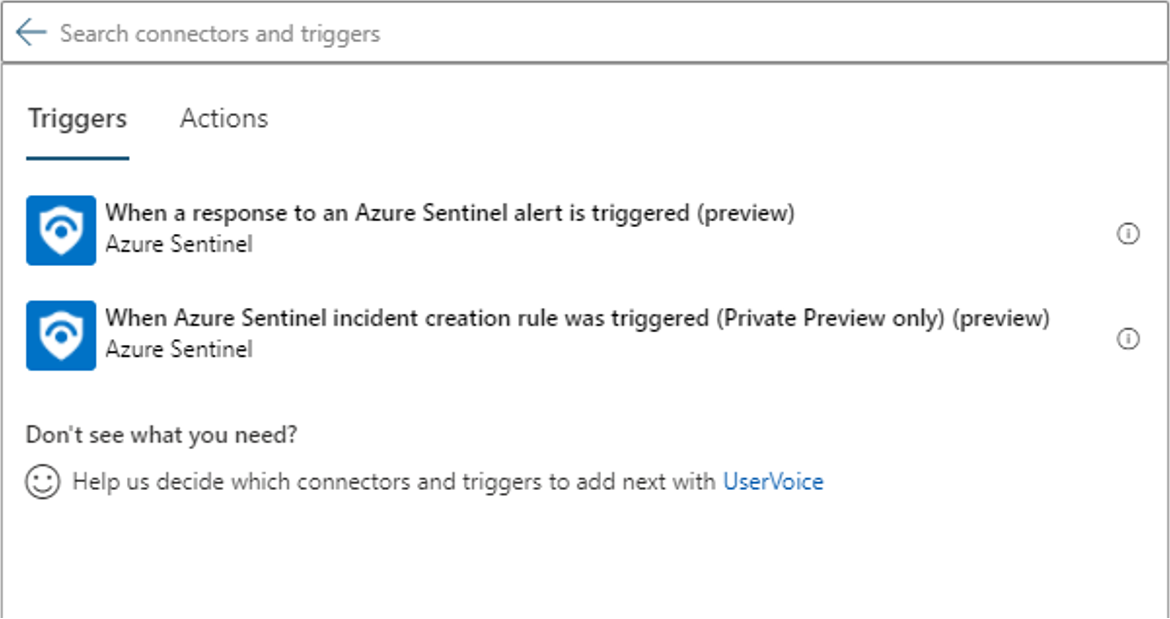 Search connectors and triggers
Triggers Actions
When a response to an Azure Sentinel alert is triggered (preview)
Azure Sentinel
When Azure Sentinel incident creation rule was triggered (Private Preview only) (preview)
Azure Sentinel
Don't see what you need?
Help us decide which connectors and triggers to add next with UserVoice